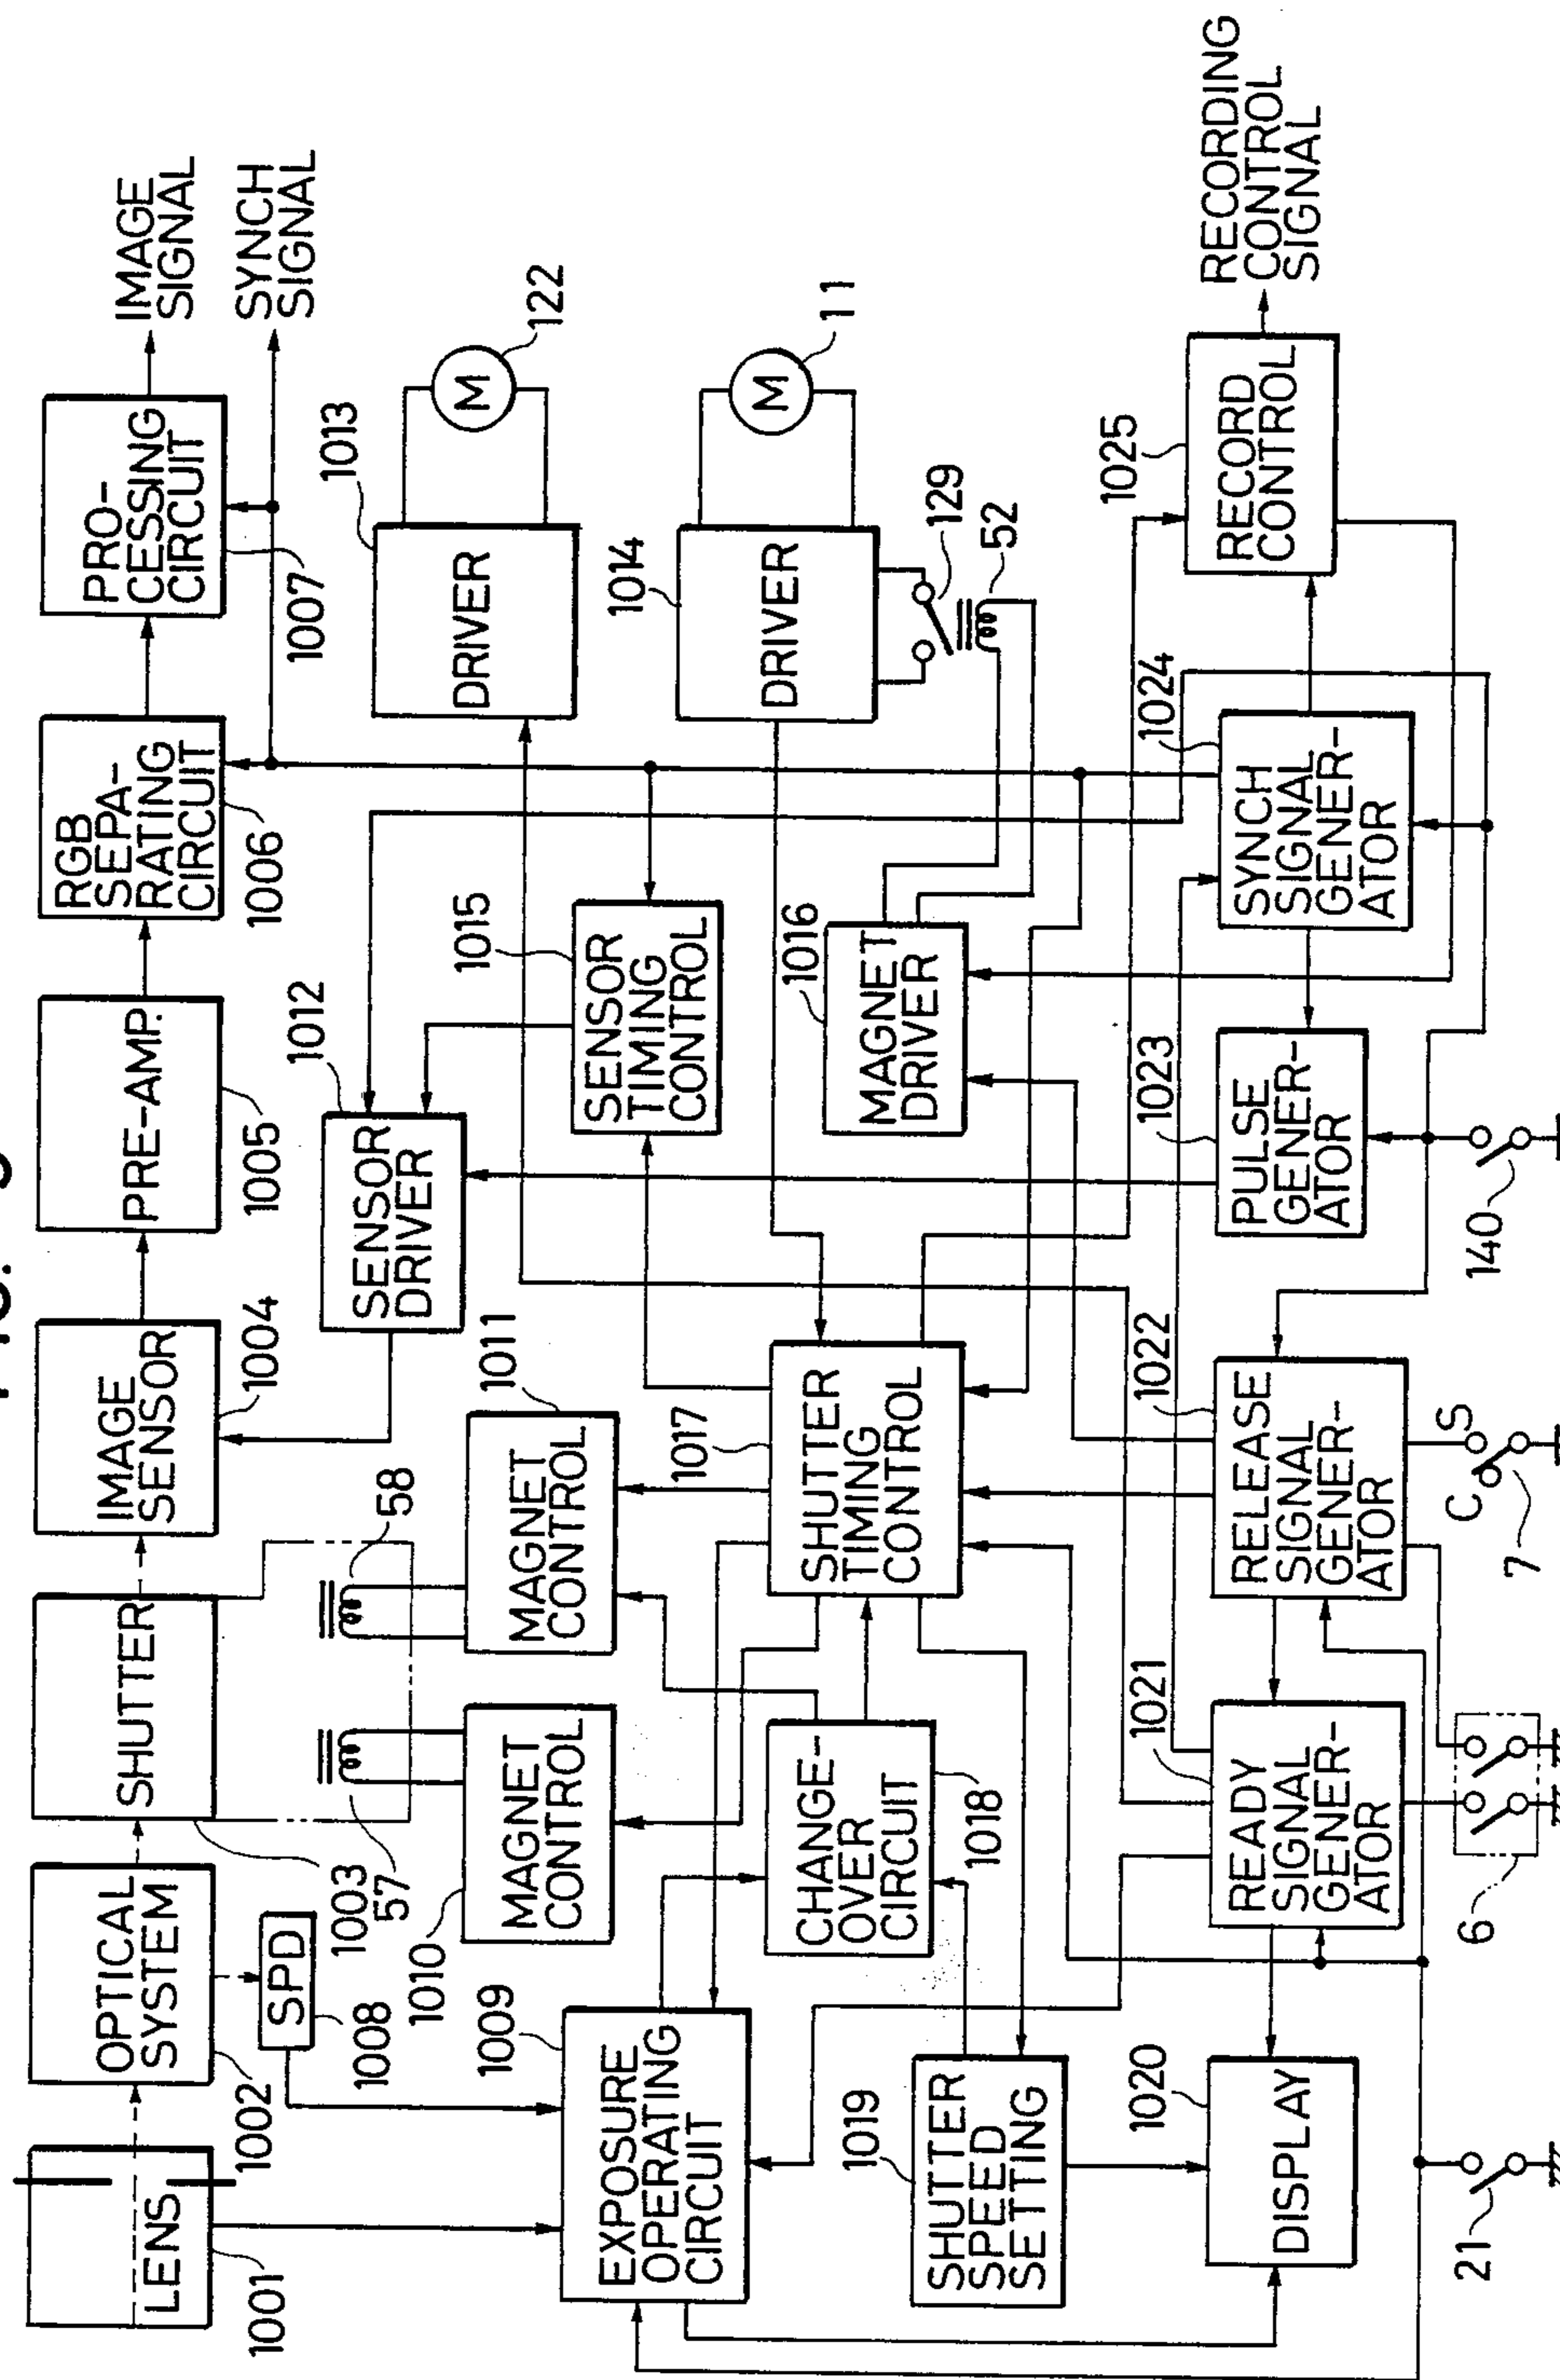 LENS
1001
OPTICAL
SYSTEM
1002
SHUTTER
1003
IMAGE
SENSOR
1004
PRE-AMP.
1005
RGB
SEPA-
RATING
CIRCUIT
1006
PRO-
CESSING
CIRCUIT
1007
IMAGE
SIGNAL
SYNCH
SIGNAL
SPD
1008
57
58
1009
EXPOSURE
OPERATING
CIRCUIT
1010
MAGNET
CONTROL
1011
MAGNET
CONTROL
1012
SENSOR
DRIVER
1013
DRIVER
M
122
1014
DRIVER
M
11
129
52
1015
SENSOR
TIMING
CONTROL
1016
MAGNET
DRIVER
1017
SHUTTER
TIMING
CONTROL
CHANGE-
OVER
CIRCUIT
1018
1019
SHUTTER
SPEED
SETTING
1020
DISPLAY
1021
READY
SIGNAL
GENER-
ATOR
1022
RELEASE
SIGNAL
GENER-
ATOR
1023
PULSE
GENER-
ATOR
1024
SYNCH
SIGNAL
GENER-
ATOR
1025
RECORD
CONTROL
RECORDING
CONTROL
SIGNAL
21
6
C
S
7
140